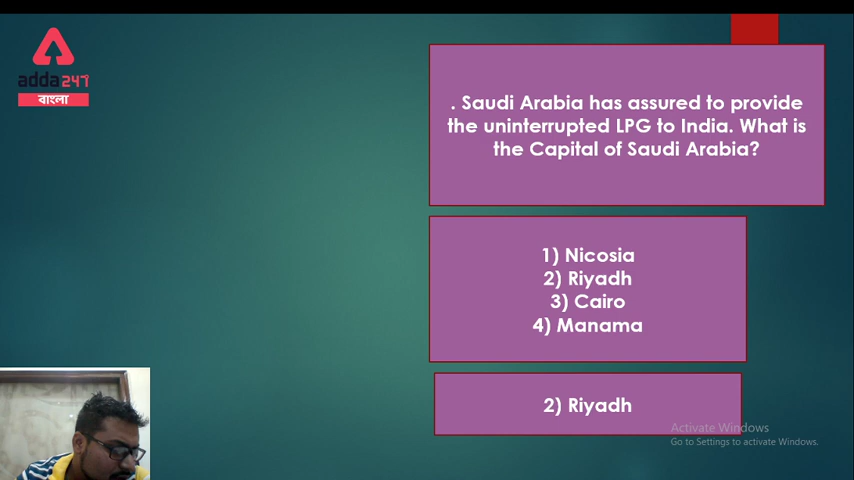 adda247
বাংলা
. Saudi Arabia has assured to provide
the uninterrupted LPG to India. What is
the Capital of Saudi Arabia?
1) Nicosia
2) Riyadh
3) Cairo
4) Manama
2) Riyadh
Activate Windows
Go to Settings to activate Windows.